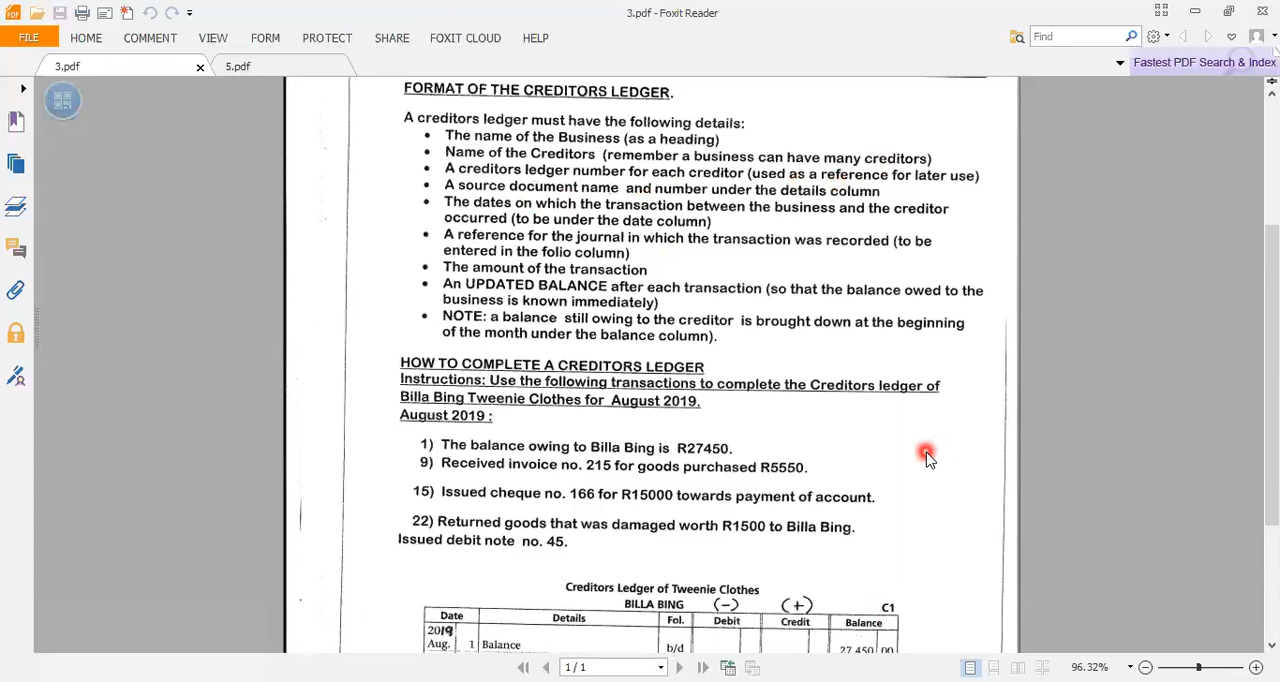 3.pdf - Foxit Reader
FILE HOME COMMENT VIEW FORM PROTECT SHARE FOXIT CLOUD HELP Find
3.pdf 5.pdf Fastest PDF Search & Index
FORMAT OF THE CREDITORS LEDGER.
A creditors ledger must have the following details:
• The name of the Business (as a heading)
• Name of the Creditors (remember a business can have many creditors)
• A creditors ledger number for each creditor (used as a reference for later use)
• A source document name and number under the details column
• The dates on which the transaction between the business and the creditor
occurred (to be under the date column)
• A reference for the journal in which the transaction was recorded (to be
entered in the folio column)
• The amount of the transaction
• An UPDATED BALANCE after each transaction (so that the balance owed to the
business is known immediately)
• NOTE: a balance still owing to the creditor is brought down at the beginning
of the month under the balance column).
HOW TO COMPLETE A CREDITORS LEDGER
Instructions: Use the following transactions to complete the Creditors ledger of
Billa Bing Tweenie Clothes for August 2019.
August 2019 :
1) The balance owing to Billa Bing is R27450.
9) Received invoice no. 215 for goods purchased R5550.
15) Issued cheque no. 166 for R15000 towards payment of account.
22) Returned goods that was damaged worth R1500 to Billa Bing.
Issued debit note no. 45.
Creditors Ledger of Tweenie Clothes
BILLA BING (-) (+) C1
Date Details Fol. Debit Credit Balance
2019
Aug. 1 Balance b/d 27 450 00
1 / 1 96.32%